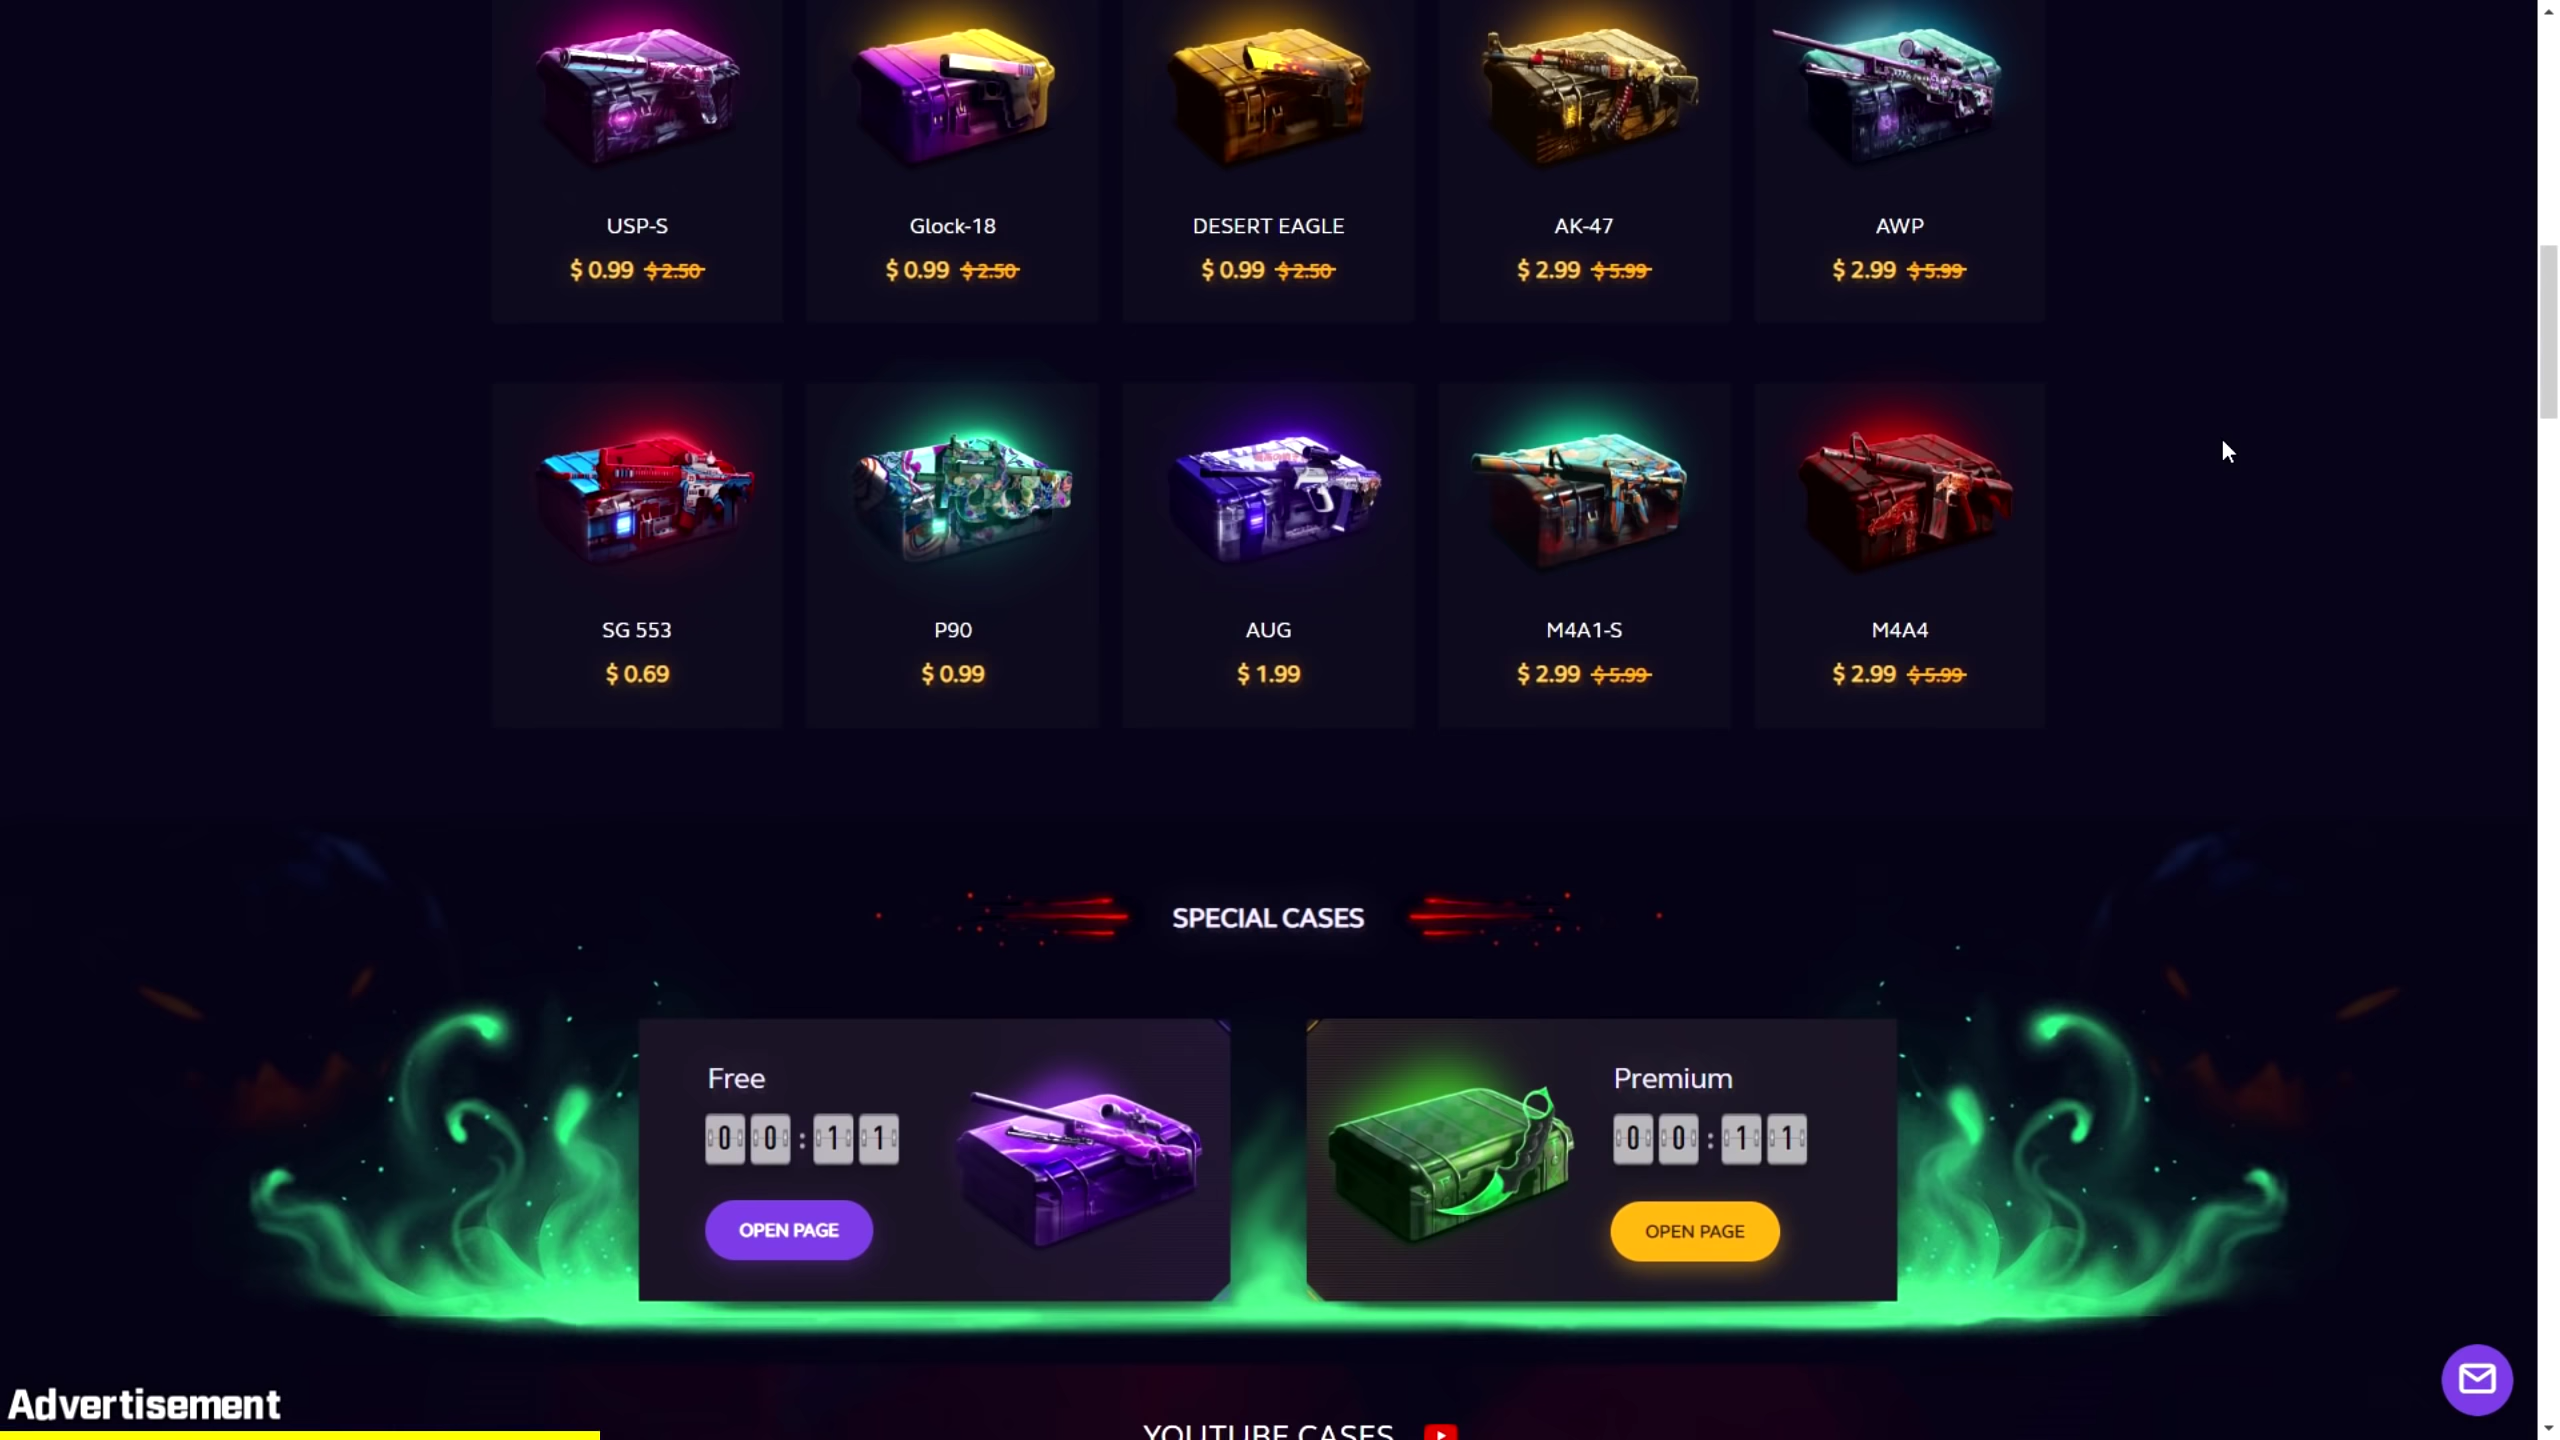 USP-S
$ 0.99 $ 2.50
Glock-18
$ 0.99 $ 2.50
DESERT EAGLE
$ 0.99 $ 2.50
AK-47
$ 2.99 $ 5.99
AWP
$ 2.99 $ 5.99
SG 553
$ 0.69
P90
$ 0.99
AUG
$ 1.99
M4A1-S
$ 2.99 $ 5.99
M4A4
$ 2.99 $ 5.99
SPECIAL CASES
Free
00:11
OPEN PAGE
Premium
00:11
OPEN PAGE
Advertisement
YOUTUBE CASES